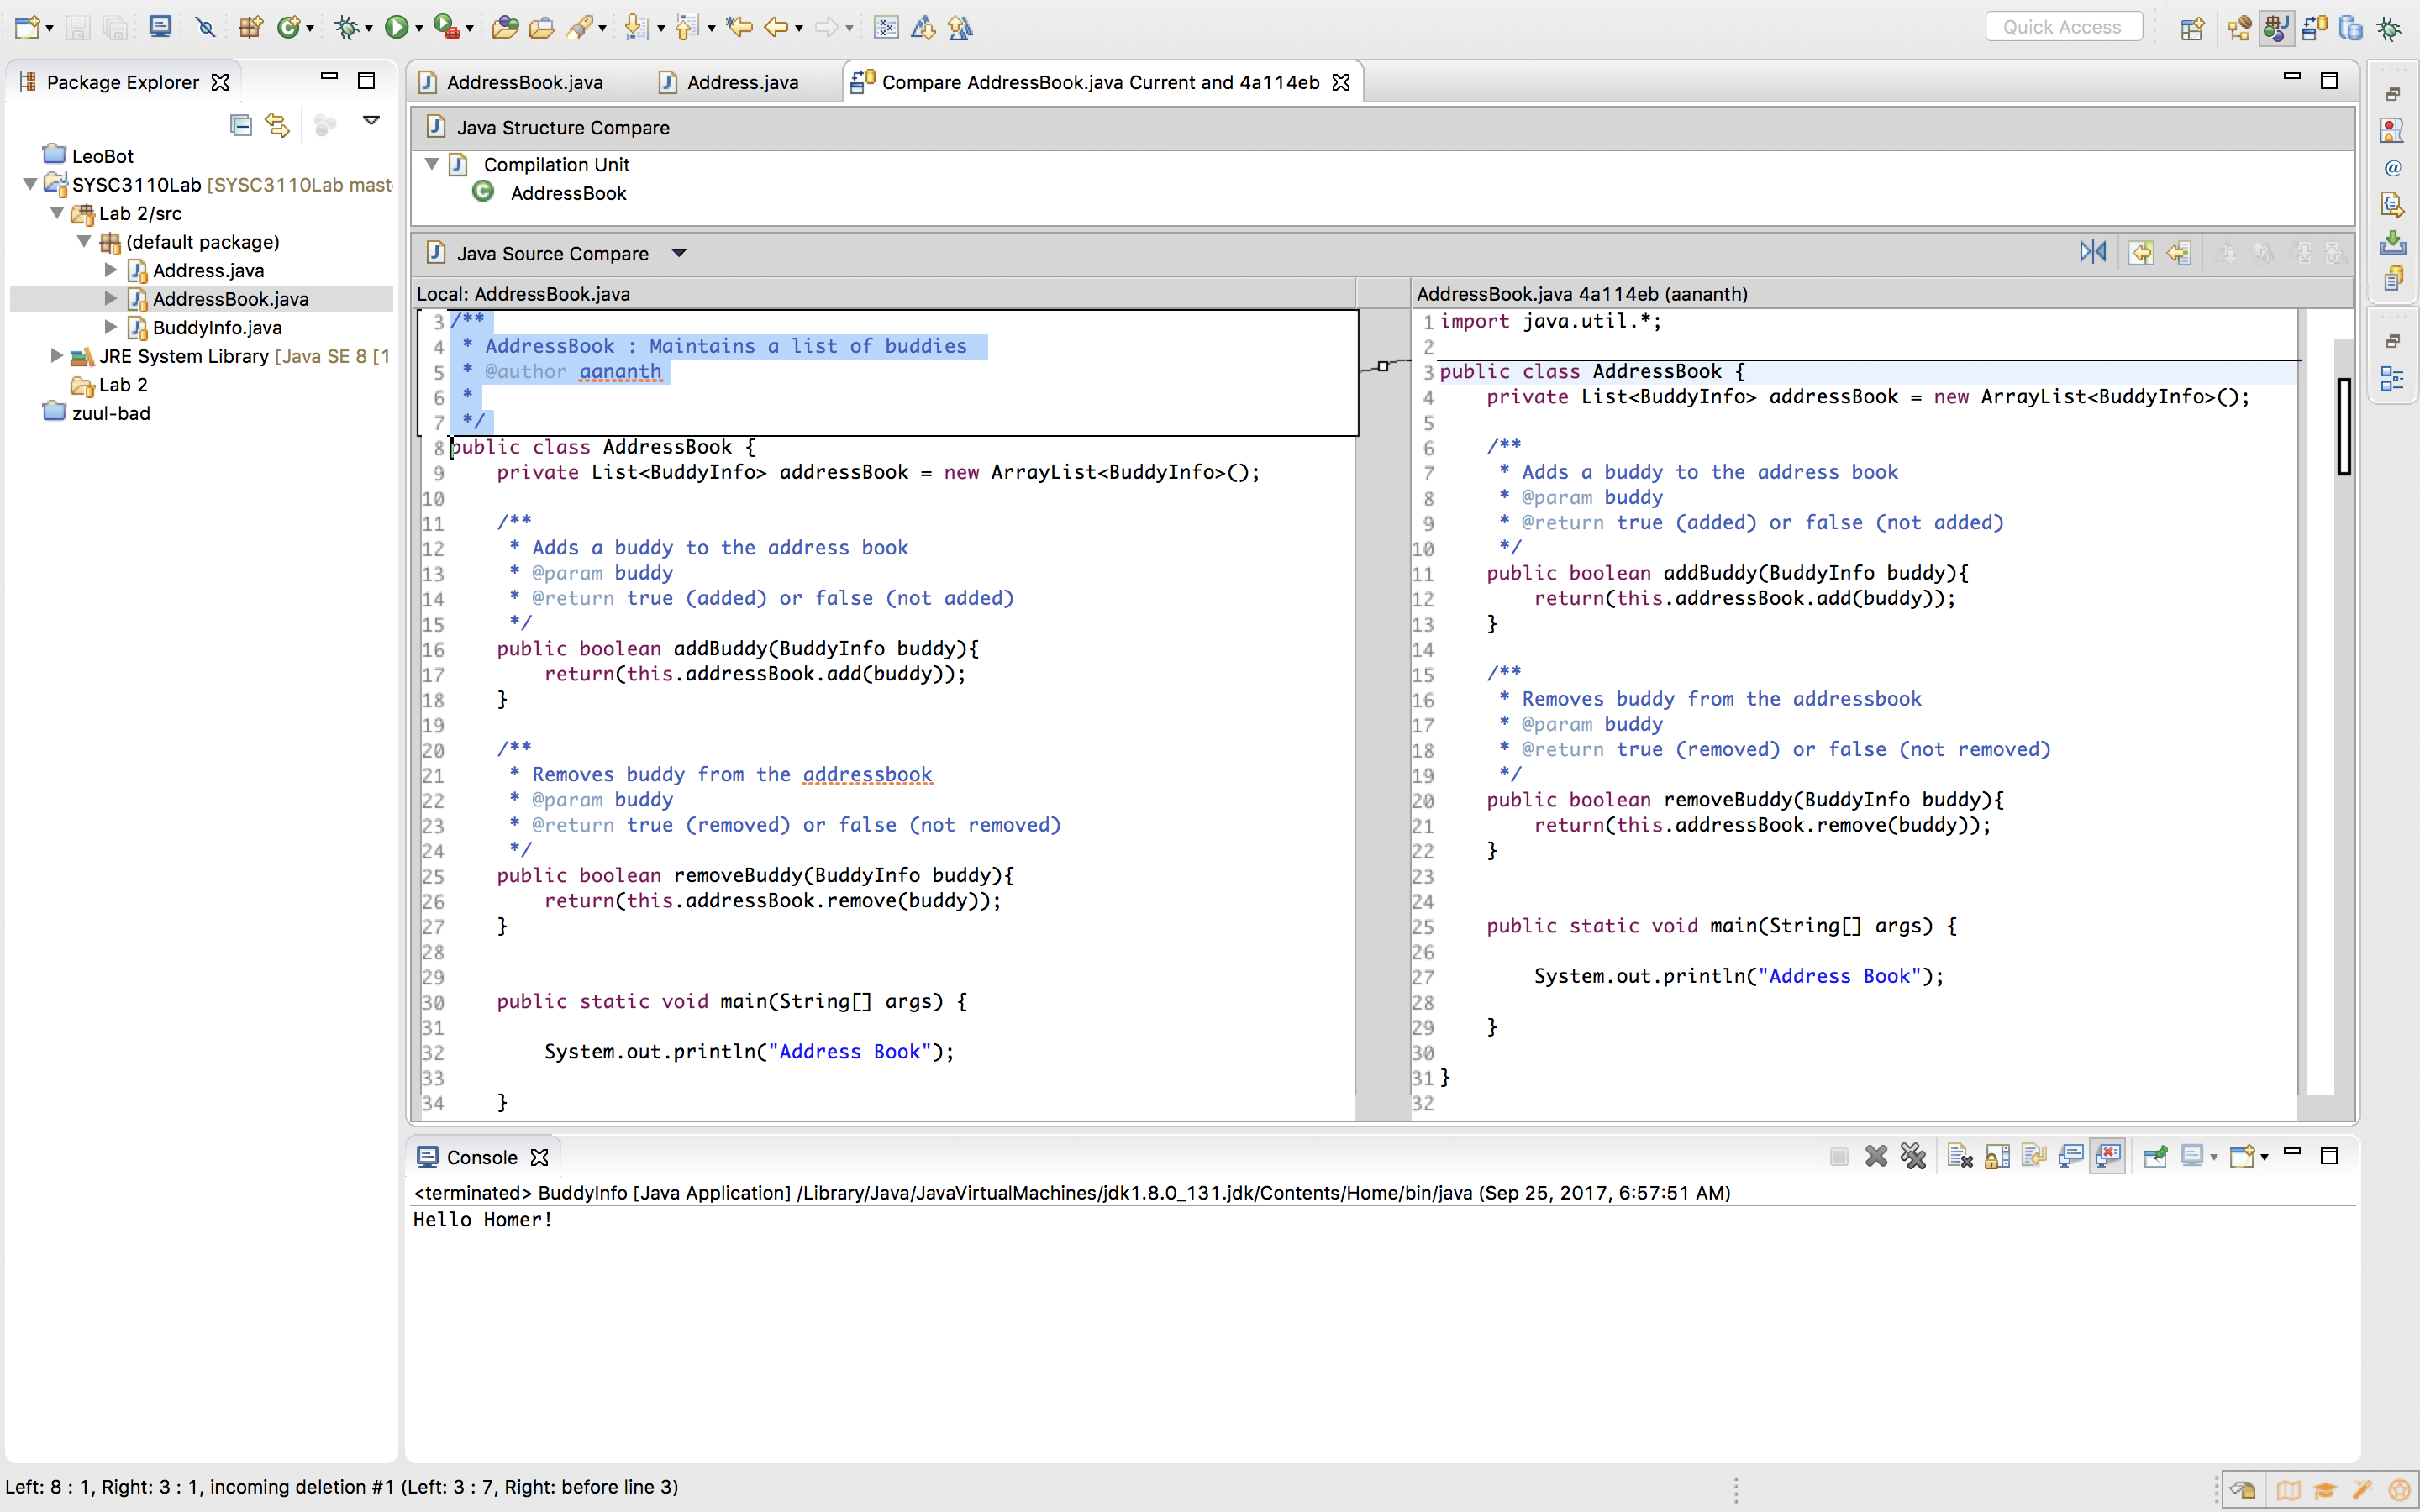 Quick Access
Package Explorer
AddressBook.java
Address.java
Compare AddressBook.java Current and 4a114eb
LeoBot
SYSC3110Lab [SYSC3110Lab mast
Lab 2/src
(default package)
Address.java
AddressBook.java
BuddyInfo.java
JRE System Library [Java SE 8 [1
Lab 2
zuul-bad
Java Structure Compare
Compilation Unit
AddressBook
Java Source Compare
Local: AddressBook.java
3 /**
4  * AddressBook : Maintains a list of buddies
5  * @author aananth
6  *
7  */
8 public class AddressBook {
9     private List<BuddyInfo> addressBook = new ArrayList<BuddyInfo>();
10
11     /**
12      * Adds a buddy to the address book
13      * @param buddy
14      * @return true (added) or false (not added)
15      */
16     public boolean addBuddy(BuddyInfo buddy){
17         return(this.addressBook.add(buddy));
18     }
19
20     /**
21      * Removes buddy from the addressbook
22      * @param buddy
23      * @return true (removed) or false (not removed)
24      */
25     public boolean removeBuddy(BuddyInfo buddy){
26         return(this.addressBook.remove(buddy));
27     }
28
29
30     public static void main(String[] args) {
31
32         System.out.println("Address Book");
33
34     }
AddressBook.java 4a114eb (aananth)
1 import java.util.*;
2
3 public class AddressBook {
4     private List<BuddyInfo> addressBook = new ArrayList<BuddyInfo>();
5
6     /**
7      * Adds a buddy to the address book
8      * @param buddy
9      * @return true (added) or false (not added)
10      */
11     public boolean addBuddy(BuddyInfo buddy){
12         return(this.addressBook.add(buddy));
13     }
14
15     /**
16      * Removes buddy from the addressbook
17      * @param buddy
18      * @return true (removed) or false (not removed)
19      */
20     public boolean removeBuddy(BuddyInfo buddy){
21         return(this.addressBook.remove(buddy));
22     }
23
24
25     public static void main(String[] args) {
26
27         System.out.println("Address Book");
28
29     }
30
31 }
32
Console
<terminated> BuddyInfo [Java Application] /Library/Java/JavaVirtualMachines/jdk1.8.0_131.jdk/Contents/Home/bin/java (Sep 25, 2017, 6:57:51 AM)
Hello Homer!
Left: 8 : 1, Right: 3 : 1, incoming deletion #1 (Left: 3 : 7, Right: before line 3)